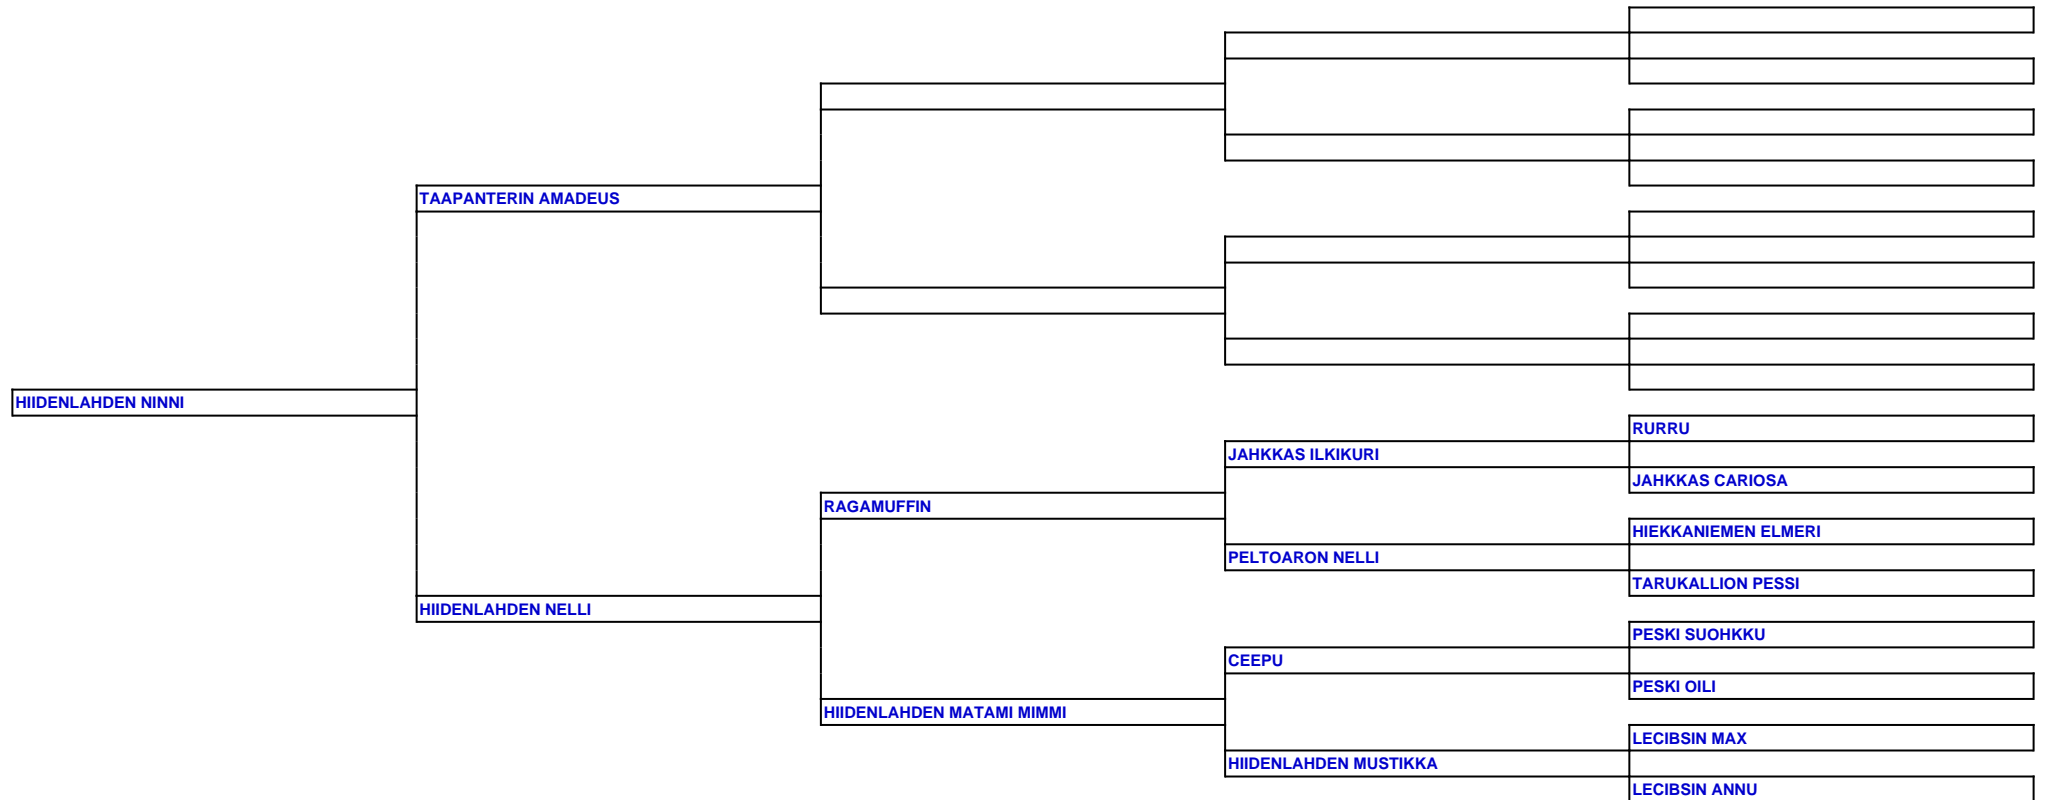 TAAPANTERIN AMADEUS
HIIDENLAHDEN NINNI
RURRU
JAHKKAS ILKIKURI
JAHKKAS CARIOSA
RAGAMUFFIN
HIEKKANIEMEN ELMERI
PELTOARON NELLI
TARUKALLION PESSI
HIIDENLAHDEN NELLI
PESKI SUOHKKU
CEEPU
PESKI OILI
HIIDENLAHDEN MATAMI MIMMI
LECIBSIN MAX
HIIDENLAHDEN MUSTIKKA
LECIBSIN ANNU